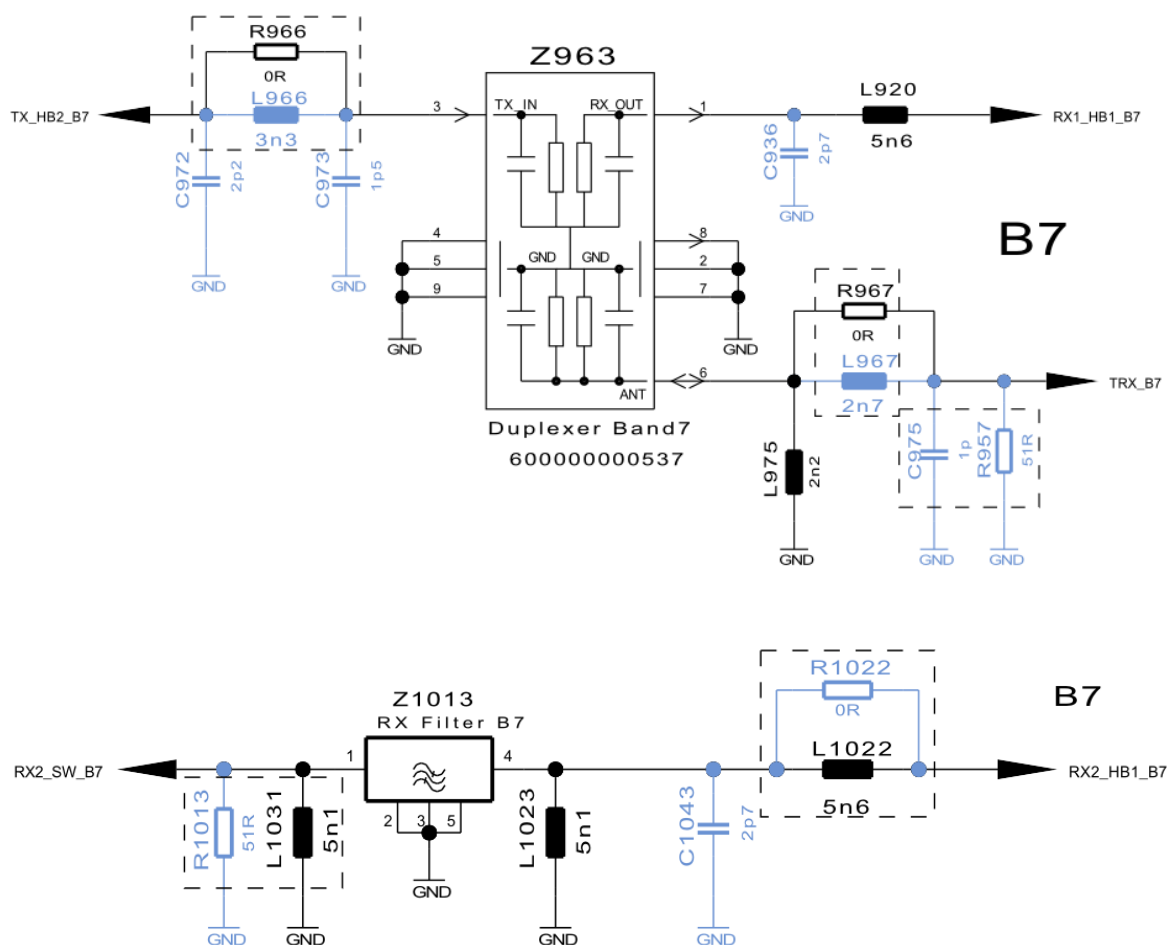 R966
0R
L966
3n3
TX_HB2_B7
C972
2p2
C973
1p5
GND
GND
Z963
3
TX_IN
RX_OUT
1
4
5
9
GND
GND
8
2
7
GND
GND
6
ANT
Duplexer Band7
600000000537
L920
5n6
RX1_HB1_B7
C936
2p7
GND
B7
R967
0R
L967
2n7
TRX_B7
L975
2n2
C975
1p
R957
51R
GND
GND
GND
Z1013
RX Filter B7
RX2_SW_B7
1
4
2
3
5
GND
R1013
51R
L1031
5n1
GND
GND
L1023
5n1
GND
C1043
2p7
GND
R1022
0R
L1022
5n6
B7
RX2_HB1_B7